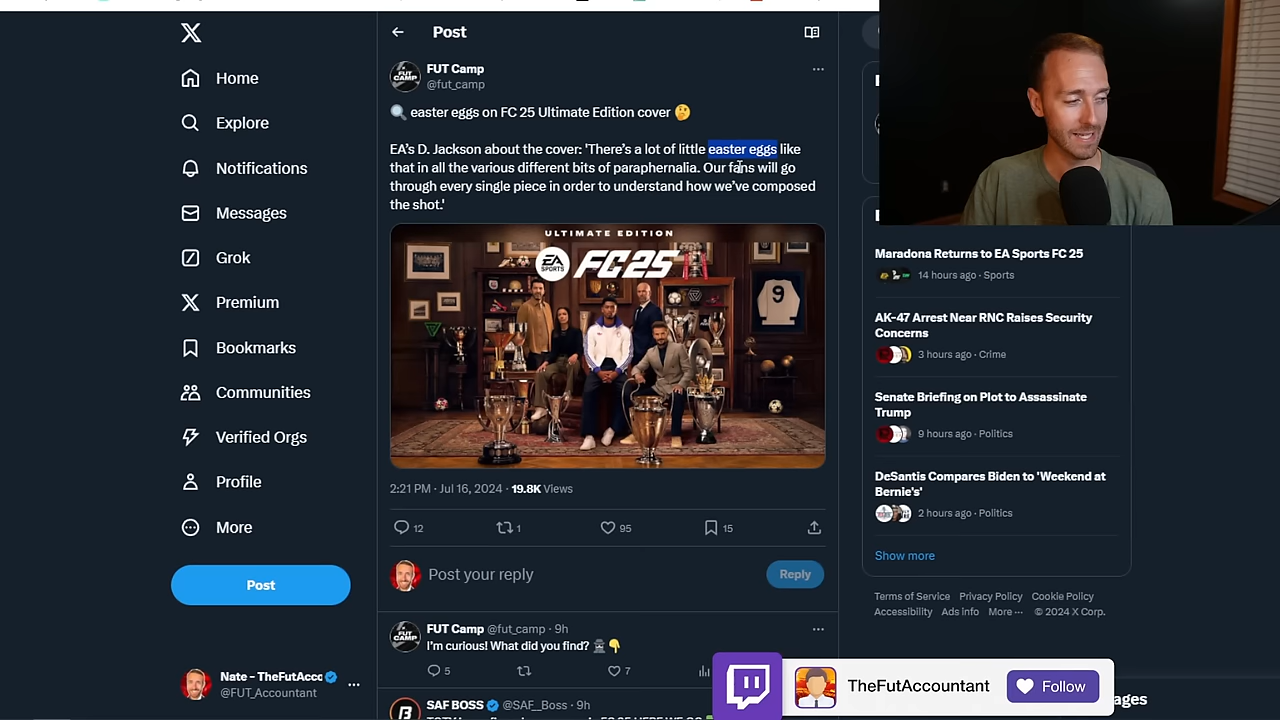 Home
Explore
Notifications
Messages
Grok
Premium
Bookmarks
Communities
Verified Orgs
Profile
More
Post
Nate - TheFutAcco
@FUT_Accountant
Post
FUT Camp
@fut_camp
🔍 easter eggs on FC 25 Ultimate Edition cover 🤔
EA’s D. Jackson about the cover: 'There’s a lot of little easter eggs like
that in all the various different bits of paraphernalia. Our fans will go
through every single piece in order to understand how we’ve composed
the shot.'
ULTIMATE EDITION
EA SPORTS FC25
9
2:21 PM · Jul 16, 2024 · 19.8K Views
12 1 95 15
Post your reply
Reply
FUT Camp @fut_camp · 9h
I’m curious! What did you find? 🕵️👇
5 7
SAF BOSS @SAF_Boss · 9h
Maradona Returns to EA Sports FC 25
14 hours ago · Sports
AK-47 Arrest Near RNC Raises Security
Concerns
3 hours ago · Crime
Senate Briefing on Plot to Assassinate
Trump
9 hours ago · Politics
DeSantis Compares Biden to 'Weekend at
Bernie’s'
2 hours ago · Politics
Show more
Terms of Service Privacy Policy Cookie Policy
Accessibility Ads info More ··· © 2024 X Corp.
TheFutAccountant
Follow
ages